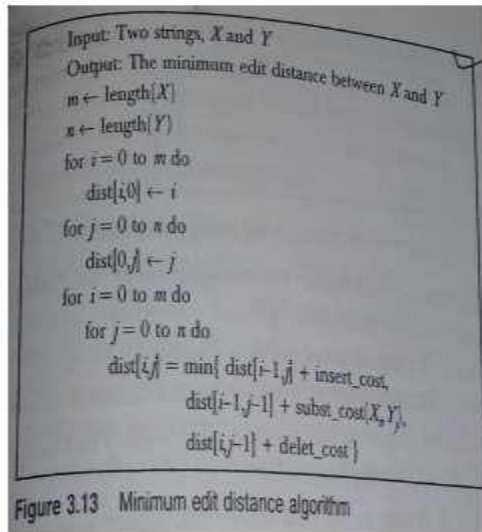 Input: Two strings, X and Y
Output: The minimum edit distance between X and Y
m ← length(X)
n ← length(Y)
for i = 0 to m do
dist[i,0] ← i
for j = 0 to n do
dist[0,j] ← j
for i = 0 to m do
for j = 0 to n do
dist[i,j] = min{ dist[i-1,j] + insert_cost,
dist[i-1,j-1] + subst_cost(Xi,Yj),
dist[i,j-1] + delet_cost }
Figure 3.13 Minimum edit distance algorithm